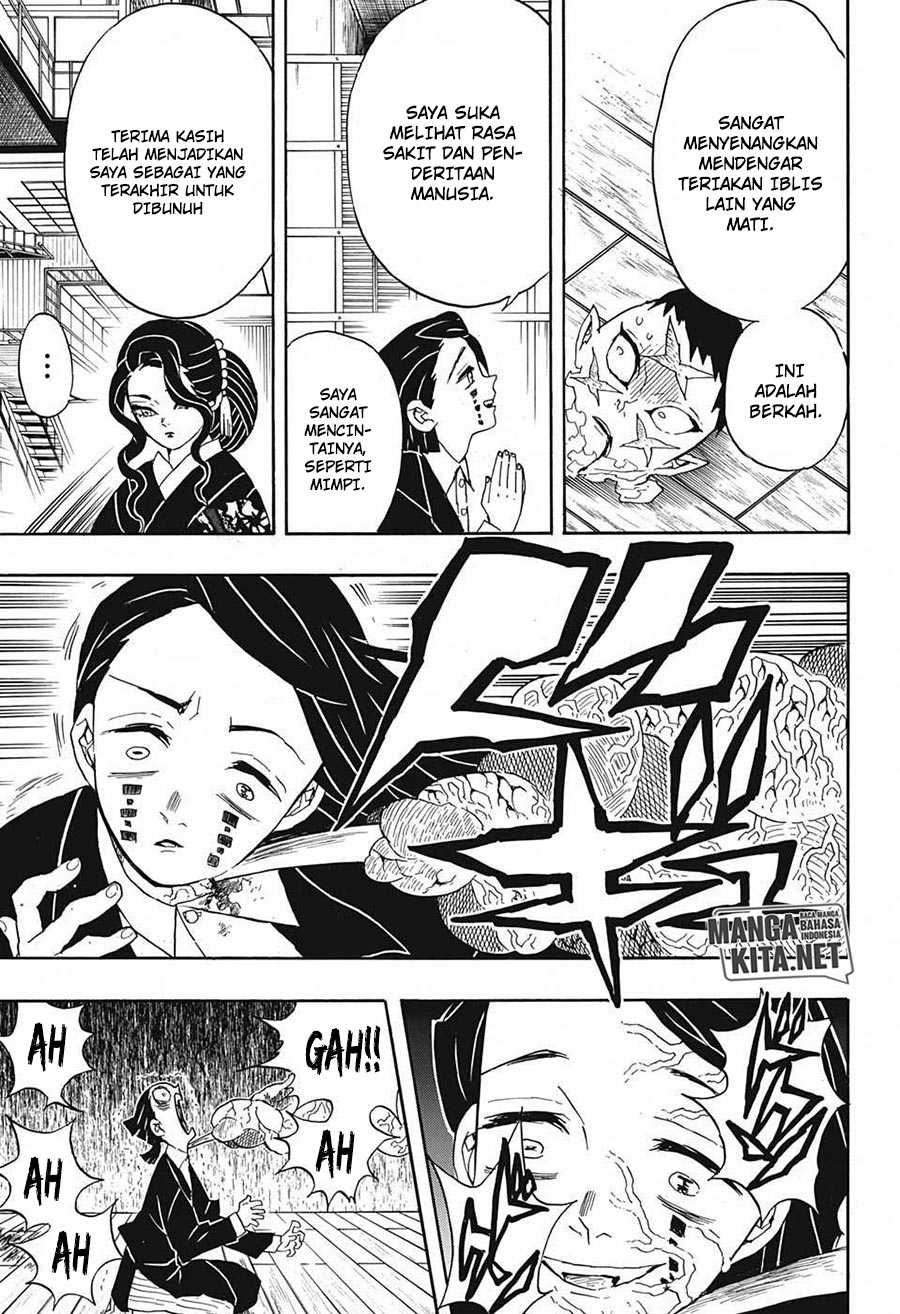 SANGAT
MENYENANGKAN
MENDENGAR
TERIAKAN IBLIS
LAIN YANG
MATI.
INI
ADALAH
BERKAH.
SAYA SUKA
MELIHAT RASA
SAKIT DAN PEN-
DERITAAN
MANUSIA.
SAYA
SANGAT
MENCIN-
TAINYA,
SEPERTI
MIMPI.
TERIMA KASIH
TELAH MENJADIKAN
SAYA SEBAGAI YANG
TERAKHIR UNTUK
DIBUNUH
...
MANGA
KITA.NET
BACA MANGA
BAHASA
INDONESIA
GAH!!
AH
AH
AH
AH
AH